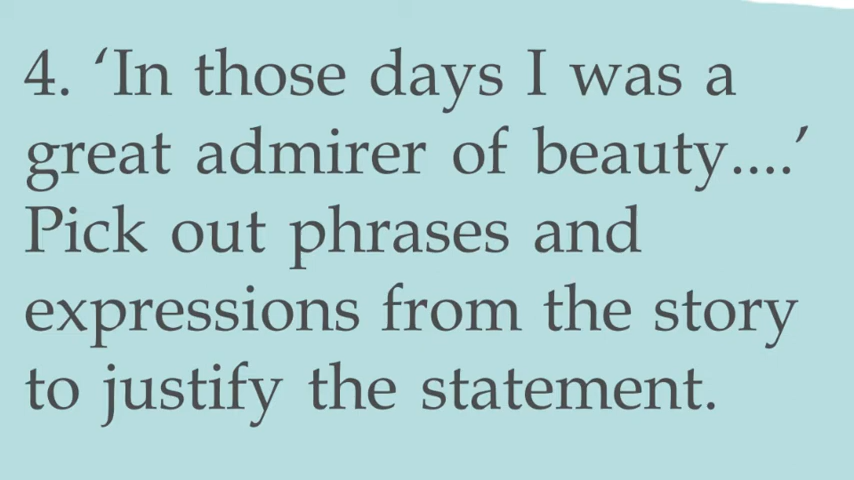 4. ‘In those days I was a
great admirer of beauty....’
Pick out phrases and
expressions from the story
to justify the statement.